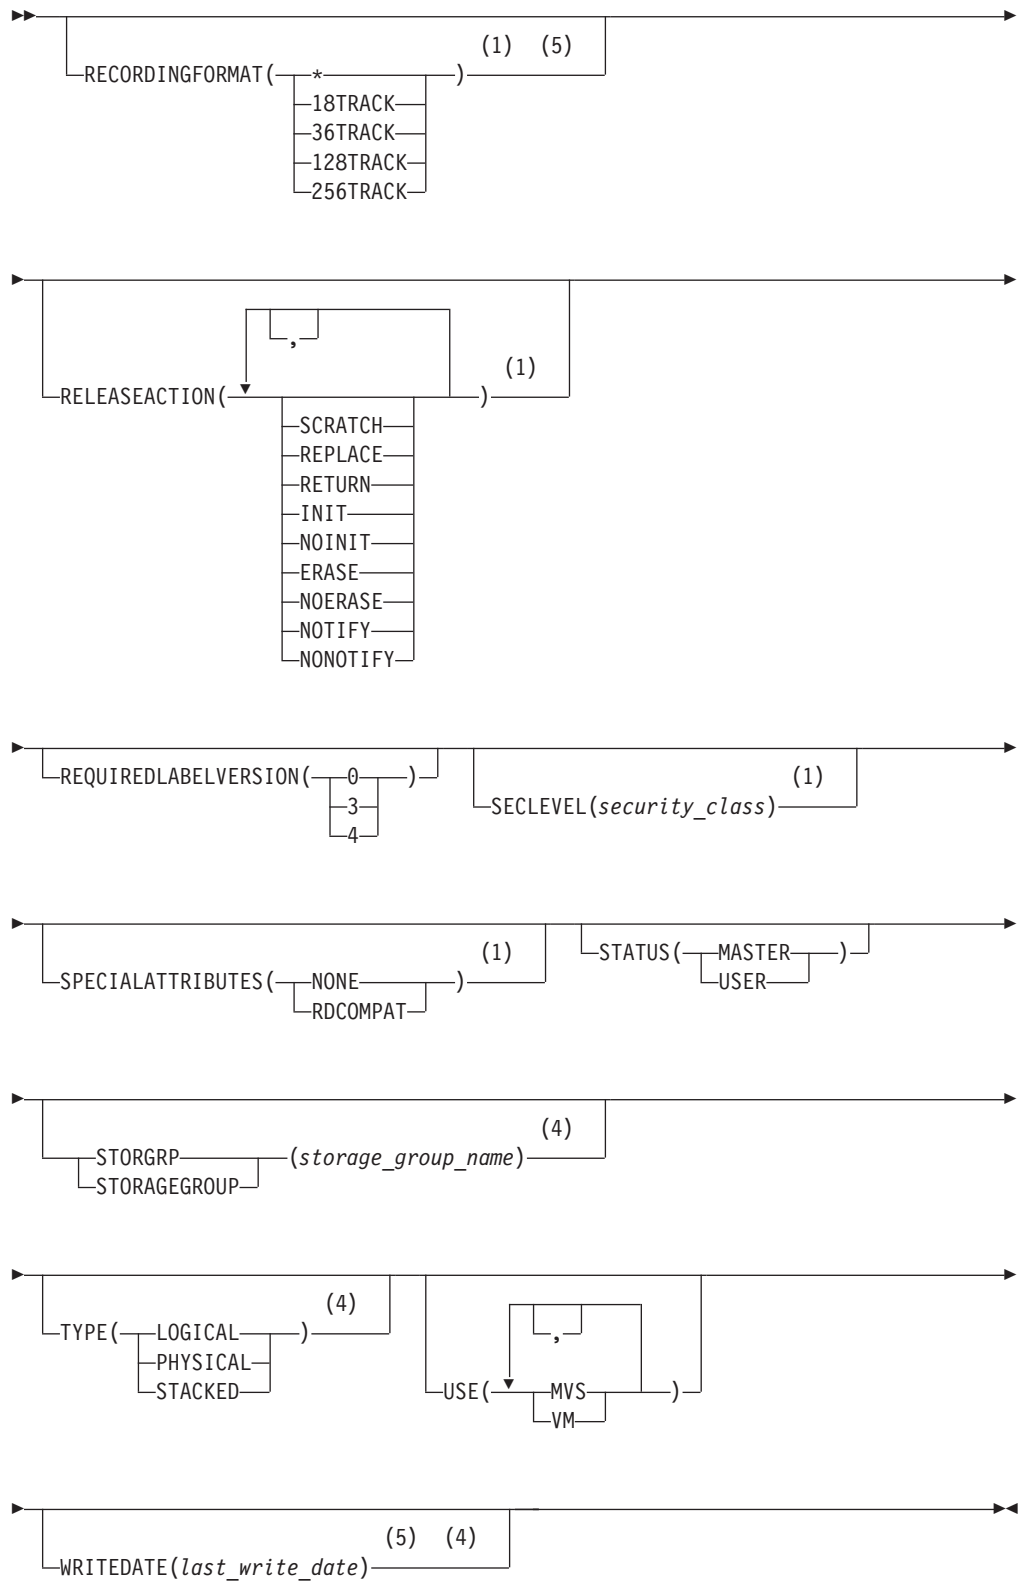 (1) (5)
RECORDINGFORMAT( * )
18TRACK
36TRACK
128TRACK
256TRACK
,
(1)
RELEASEACTION( )
SCRATCH
REPLACE
RETURN
INIT
NOINIT
ERASE
NOERASE
NOTIFY
NONOTIFY
REQUIREDLABELVERSION( 0 )
3
4
(1)
SECLEVEL(security_class)
(1)
SPECIALATTRIBUTES( NONE )
RDCOMPAT
STATUS( MASTER )
USER
(4)
STORGRP (storage_group_name)
STORAGEGROUP
(4)
TYPE( LOGICAL )
PHYSICAL
STACKED
,
USE( MVS )
VM
(5) (4)
WRITEDATE(last_write_date)